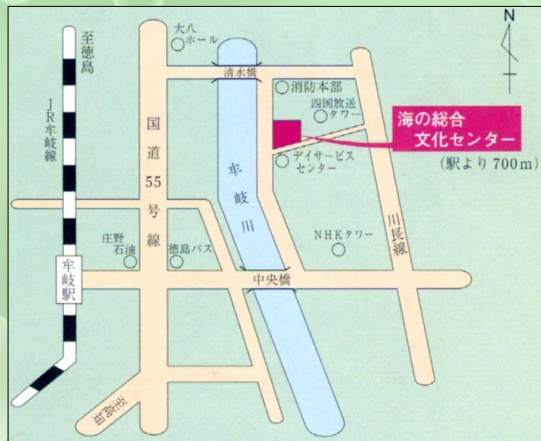 N
至徳島
JR牟岐線
大八
ホール
清水橋
消防本部
四国放送
タワー
海の総合
文化センター
(駅より700m)
国道55号線
牟岐川
デイサービス
センター
川長線
庄野
石油
徳島バス
NHKタワー
牟岐駅
中央橋
至高知